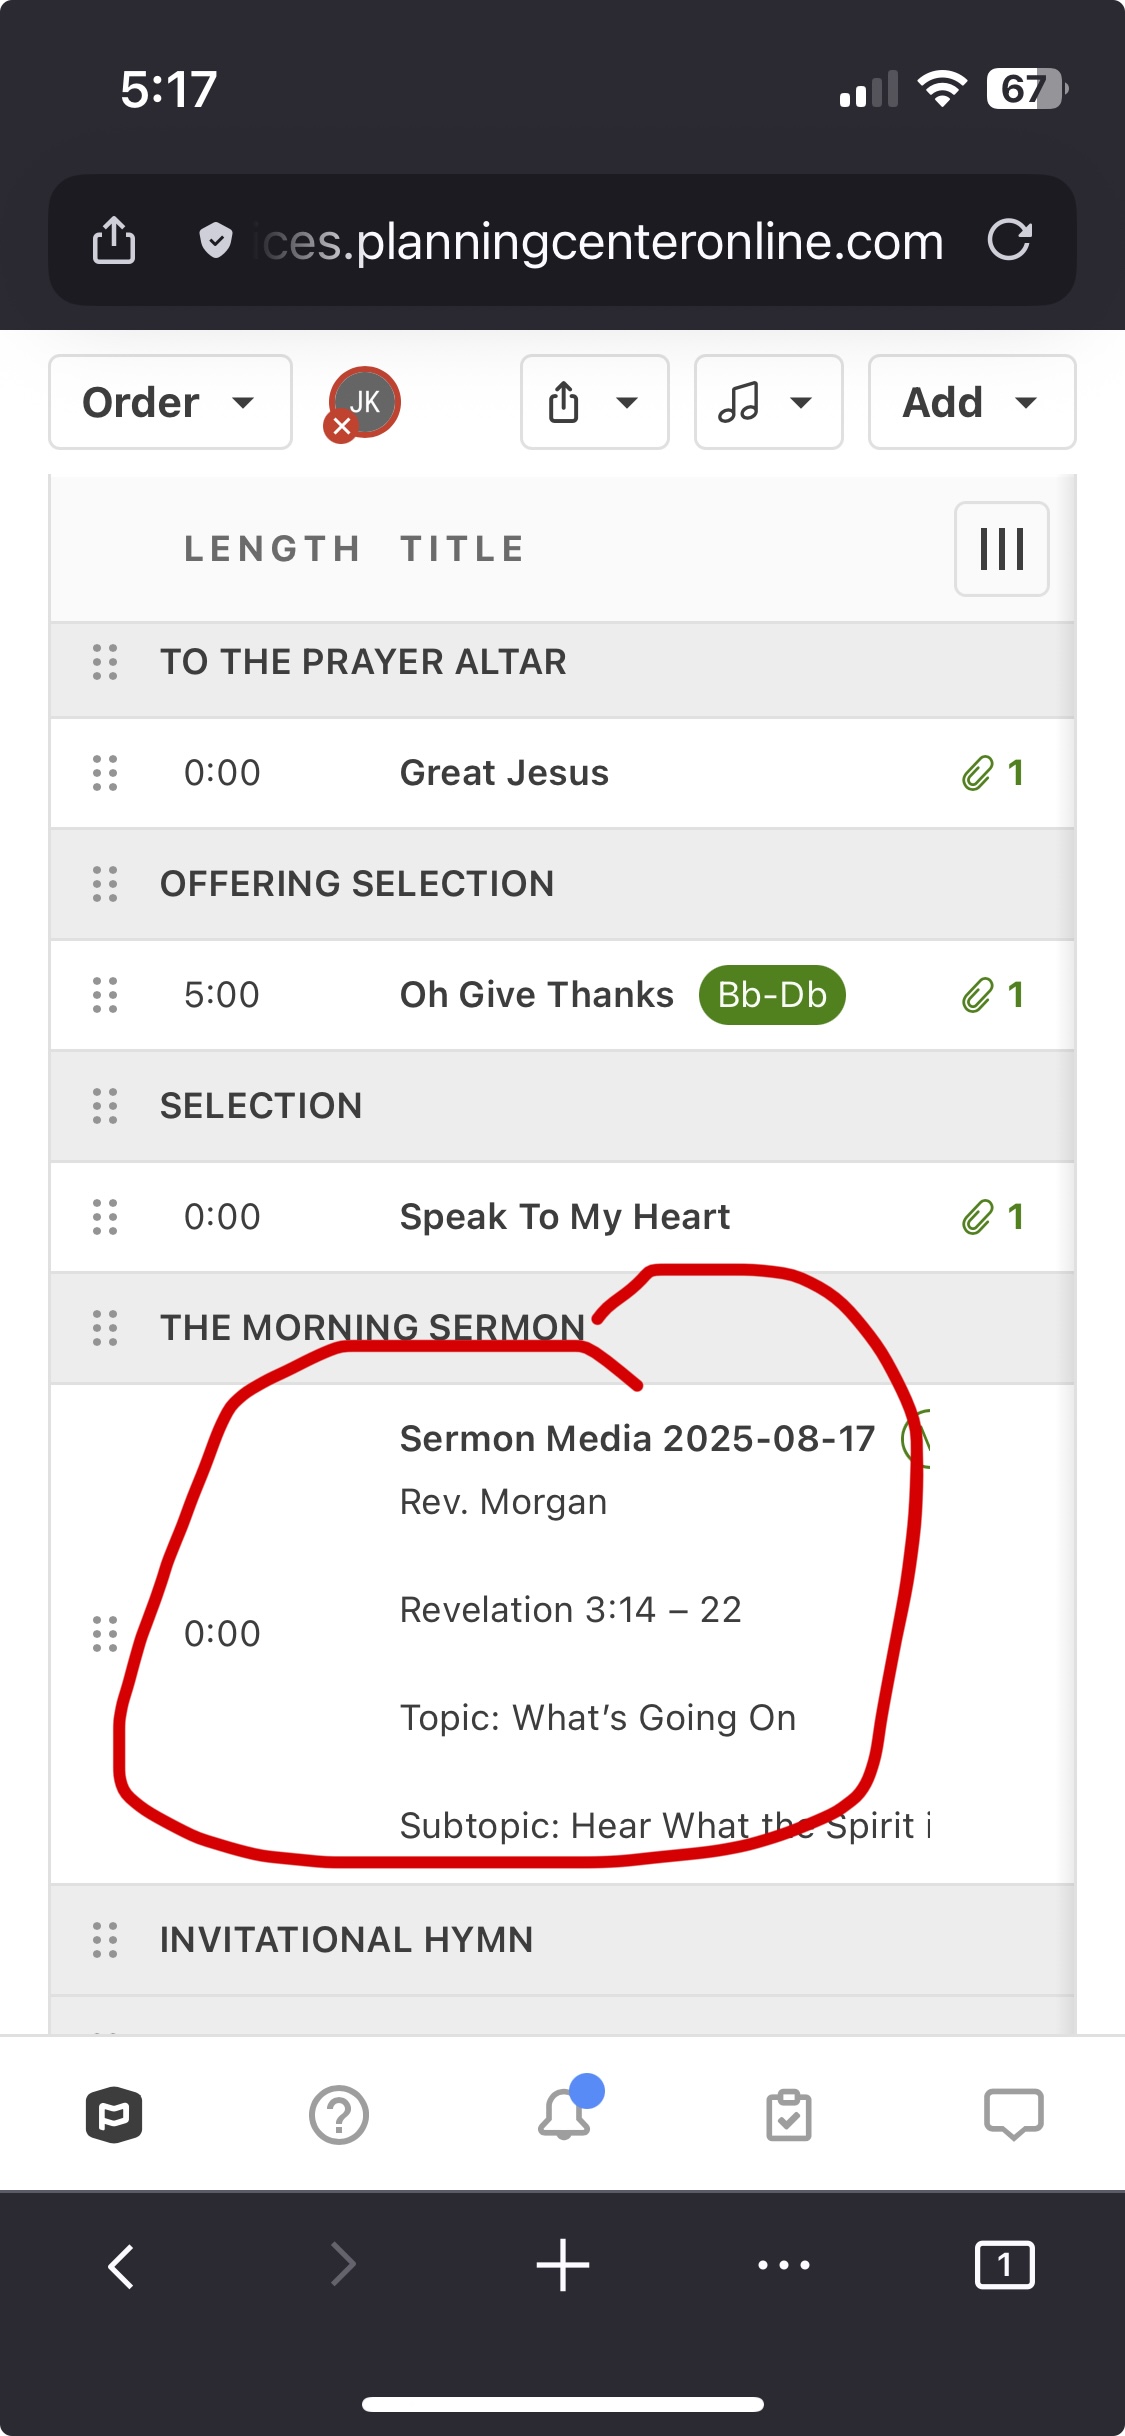 5:17
67
ices.planningcenteronline.com
Order
JK
Add
LENGTH TITLE
TO THE PRAYER ALTAR
0:00 Great Jesus 1
OFFERING SELECTION
5:00 Oh Give Thanks Bb-Db 1
SELECTION
0:00 Speak To My Heart 1
THE MORNING SERMON
Sermon Media 2025-08-17
Rev. Morgan
Revelation 3:14 – 22
0:00
Topic: What’s Going On
Subtopic: Hear What the Spirit i
INVITATIONAL HYMN
1